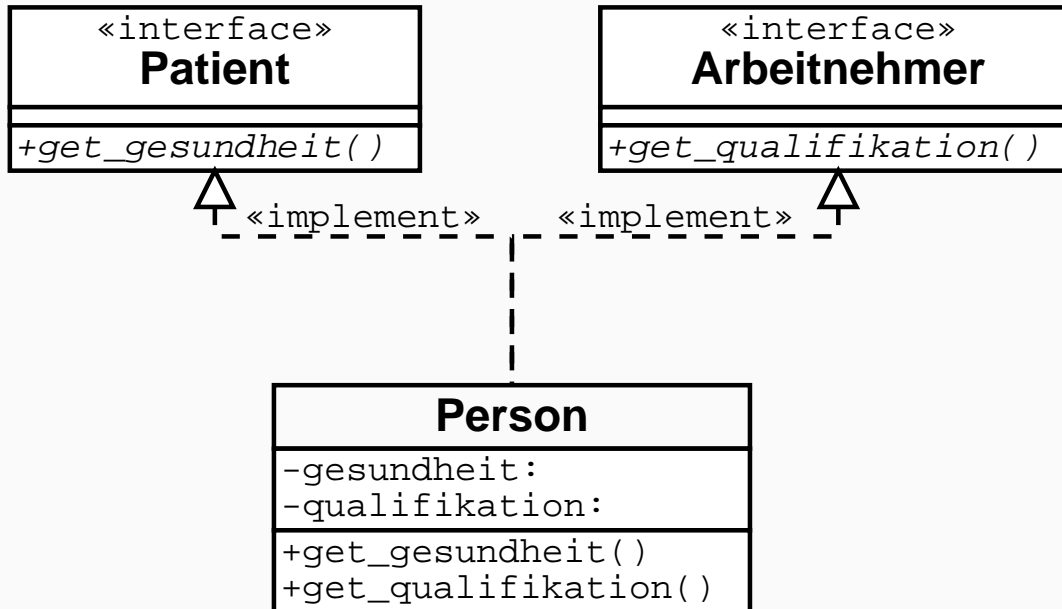 «interface»
Patient
+get_gesundheit()
«interface»
Arbeitnehmer
+get_qualifikation()
«implement»
«implement»
Person
-gesundheit:
-qualifikation:
+get_gesundheit()
+get_qualifikation()